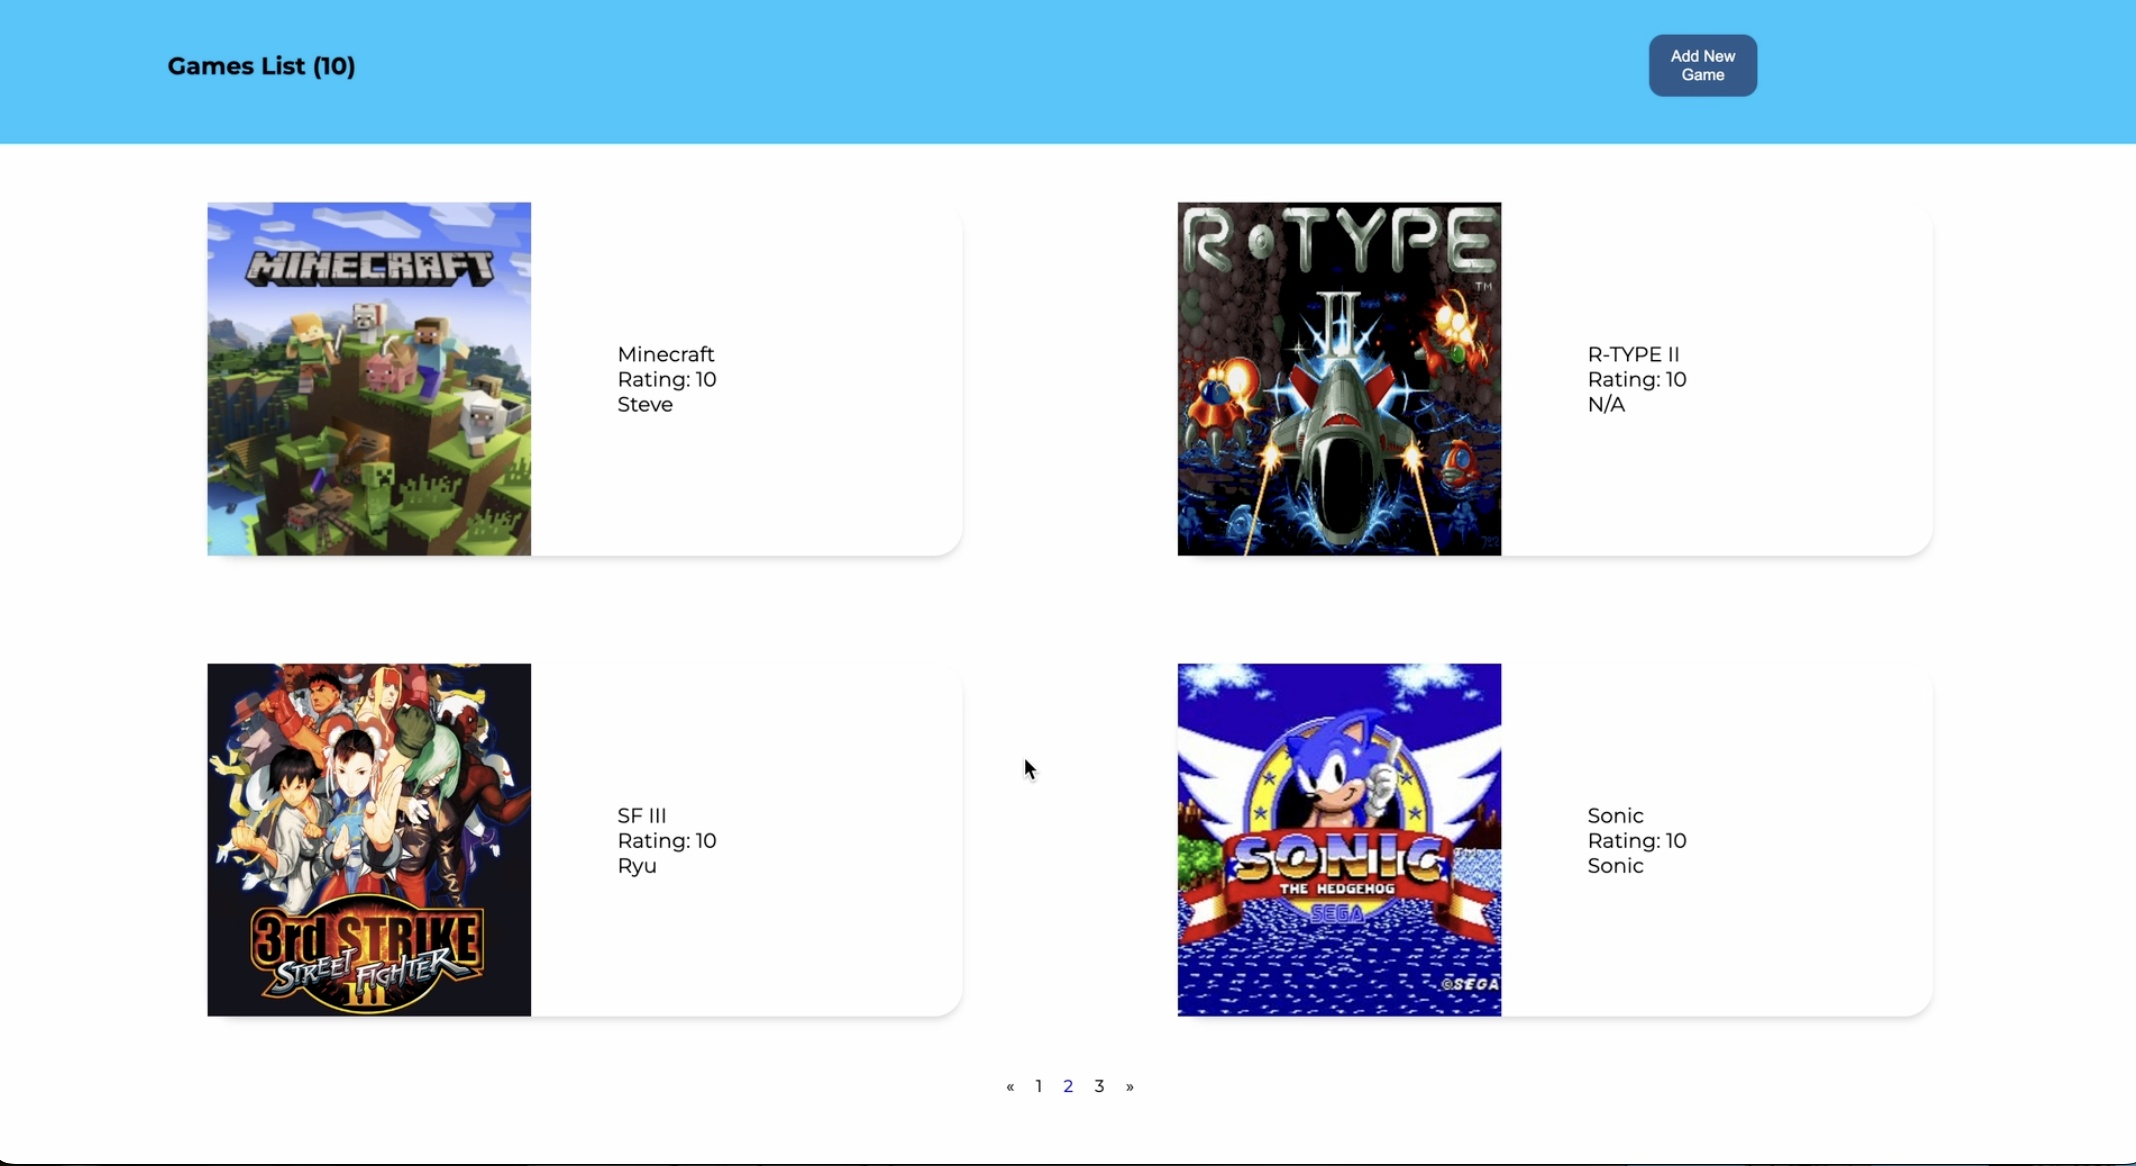 Games List (10)
Add New
Game
MINECRAFT
Minecraft
Rating: 10
Steve
R·TYPE
TM
II
R-TYPE II
Rating: 10
N/A
3rd STRIKE
STREET FIGHTER
III
SF III
Rating: 10
Ryu
SONIC
TM
THE HEDGEHOG
SEGA
©SEGA
Sonic
Rating: 10
Sonic
« 1 2 3 »